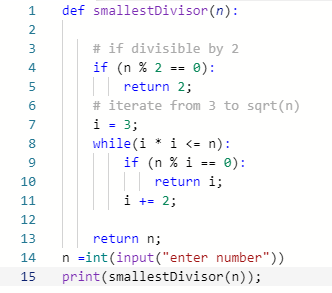 1 def smallestDivisor(n):
2
3     # if divisible by 2
4     if (n % 2 == 0):
5         return 2;
6     # iterate from 3 to sqrt(n)
7     i = 3;
8     while(i * i <= n):
9         if (n % i == 0):
10             return i;
11         i += 2;
12
13     return n;
14 n =int(input("enter number"))
15 print(smallestDivisor(n));